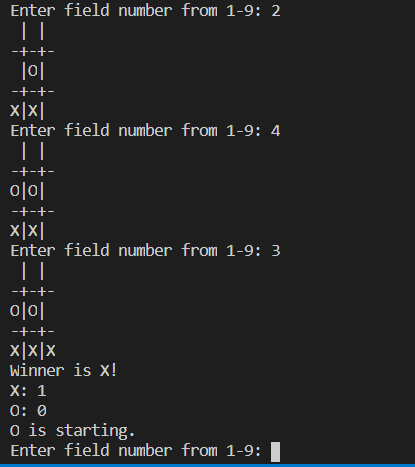 Enter field number from 1-9: 2
 | | 
-+-+-
 |O| 
-+-+-
X|X| 
Enter field number from 1-9: 4
 | | 
-+-+-
O|O| 
-+-+-
X|X| 
Enter field number from 1-9: 3
 | | 
-+-+-
O|O| 
-+-+-
X|X|X
Winner is X!
X: 1
O: 0
O is starting.
Enter field number from 1-9: